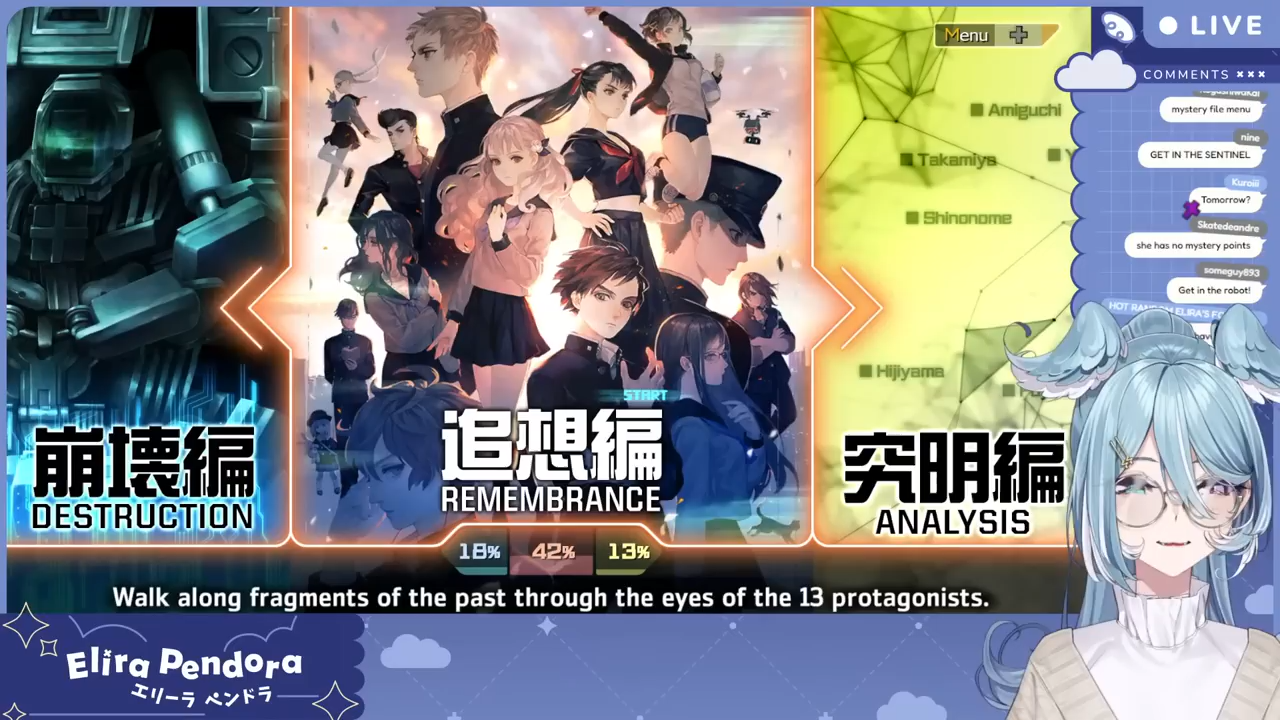 Menu
LIVE
COMMENTS ×××
Amiguchi
Takamiya
Shinonome
Hijiyama
mystery file menu
nine
GET IN THE SENTINEL
Kuroiii
Tomorrow?
Skatedeandre
she has no mystery points
someguy893
Get in the robot!
崩壊編
DESTRUCTION
START
追想編
REMEMBRANCE
究明編
ANALYSIS
18% 42% 13%
Walk along fragments of the past through the eyes of the 13 protagonists.
Elira Pendora
エリーラ ペンドラ